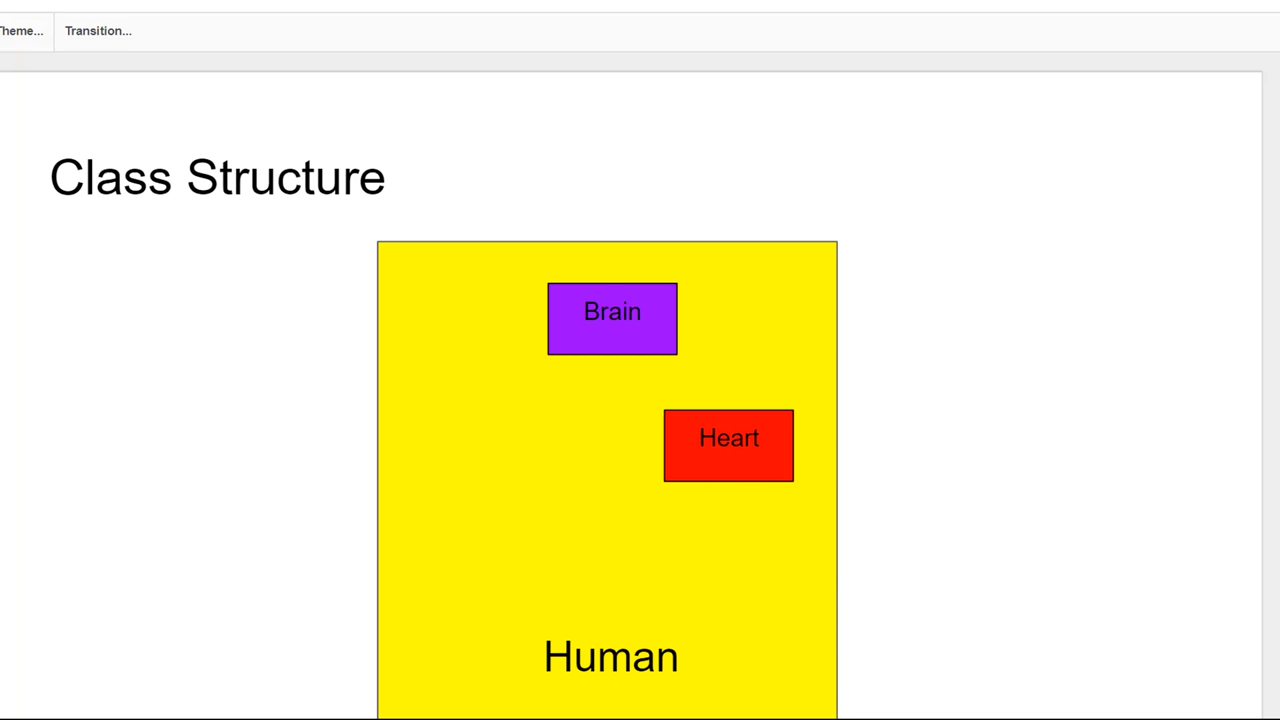 Theme... Transition...
Class Structure
Brain
Heart
Human